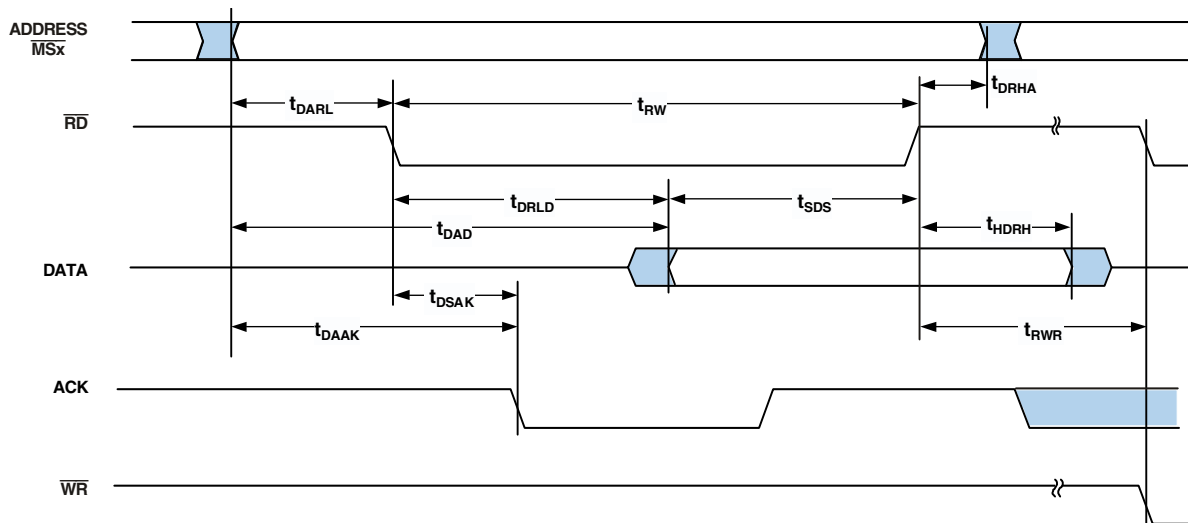 ADDRESS
MSx
tDARL
tRW
tDRHA
RD
tDRLD
tSDS
tDAD
tHDRH
DATA
tDSAK
tDAAK
tRWR
ACK
WR